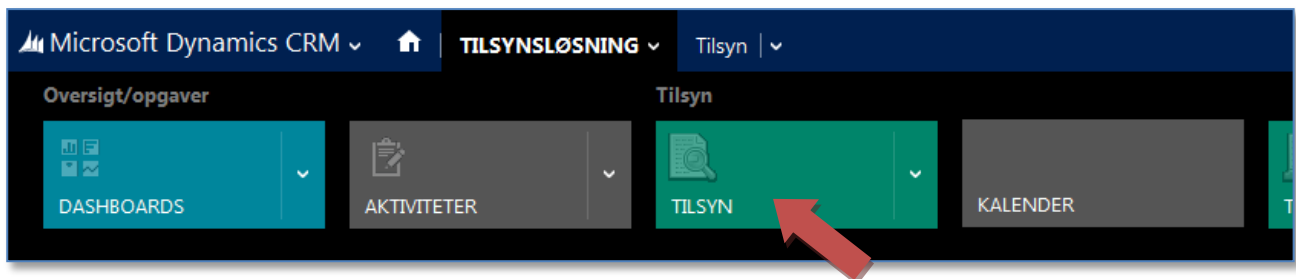 Microsoft Dynamics CRM TILSYNSLØSNING Tilsyn
Oversigt/opgaver Tilsyn
DASHBOARDS AKTIVITETER TILSYN KALENDER T